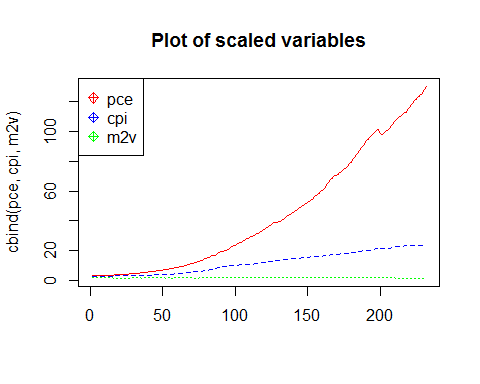 Plot of scaled variables
pce
cpi
m2v
cbind(pce, cpi, m2v)
100
60
20
0
0 50 100 150 200